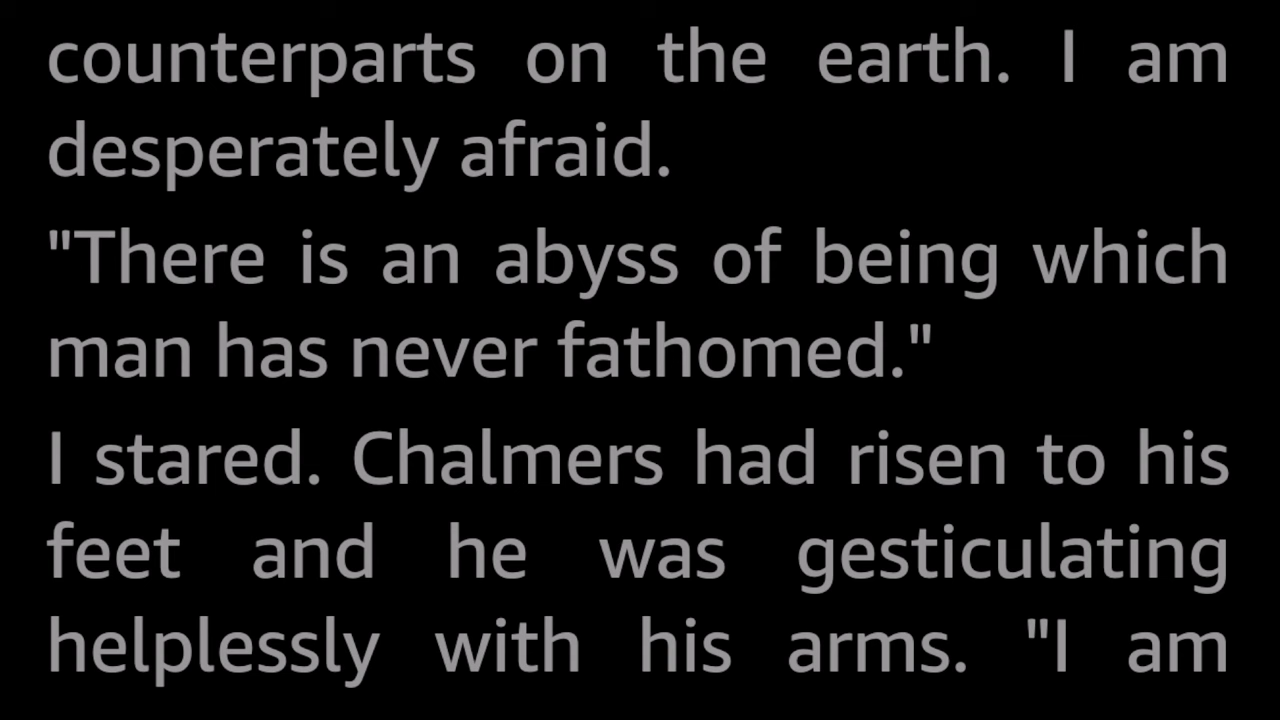 counterparts on the earth. I am
desperately afraid.
"There is an abyss of being which
man has never fathomed."
I stared. Chalmers had risen to his
feet and he was gesticulating
helplessly with his arms. "I am